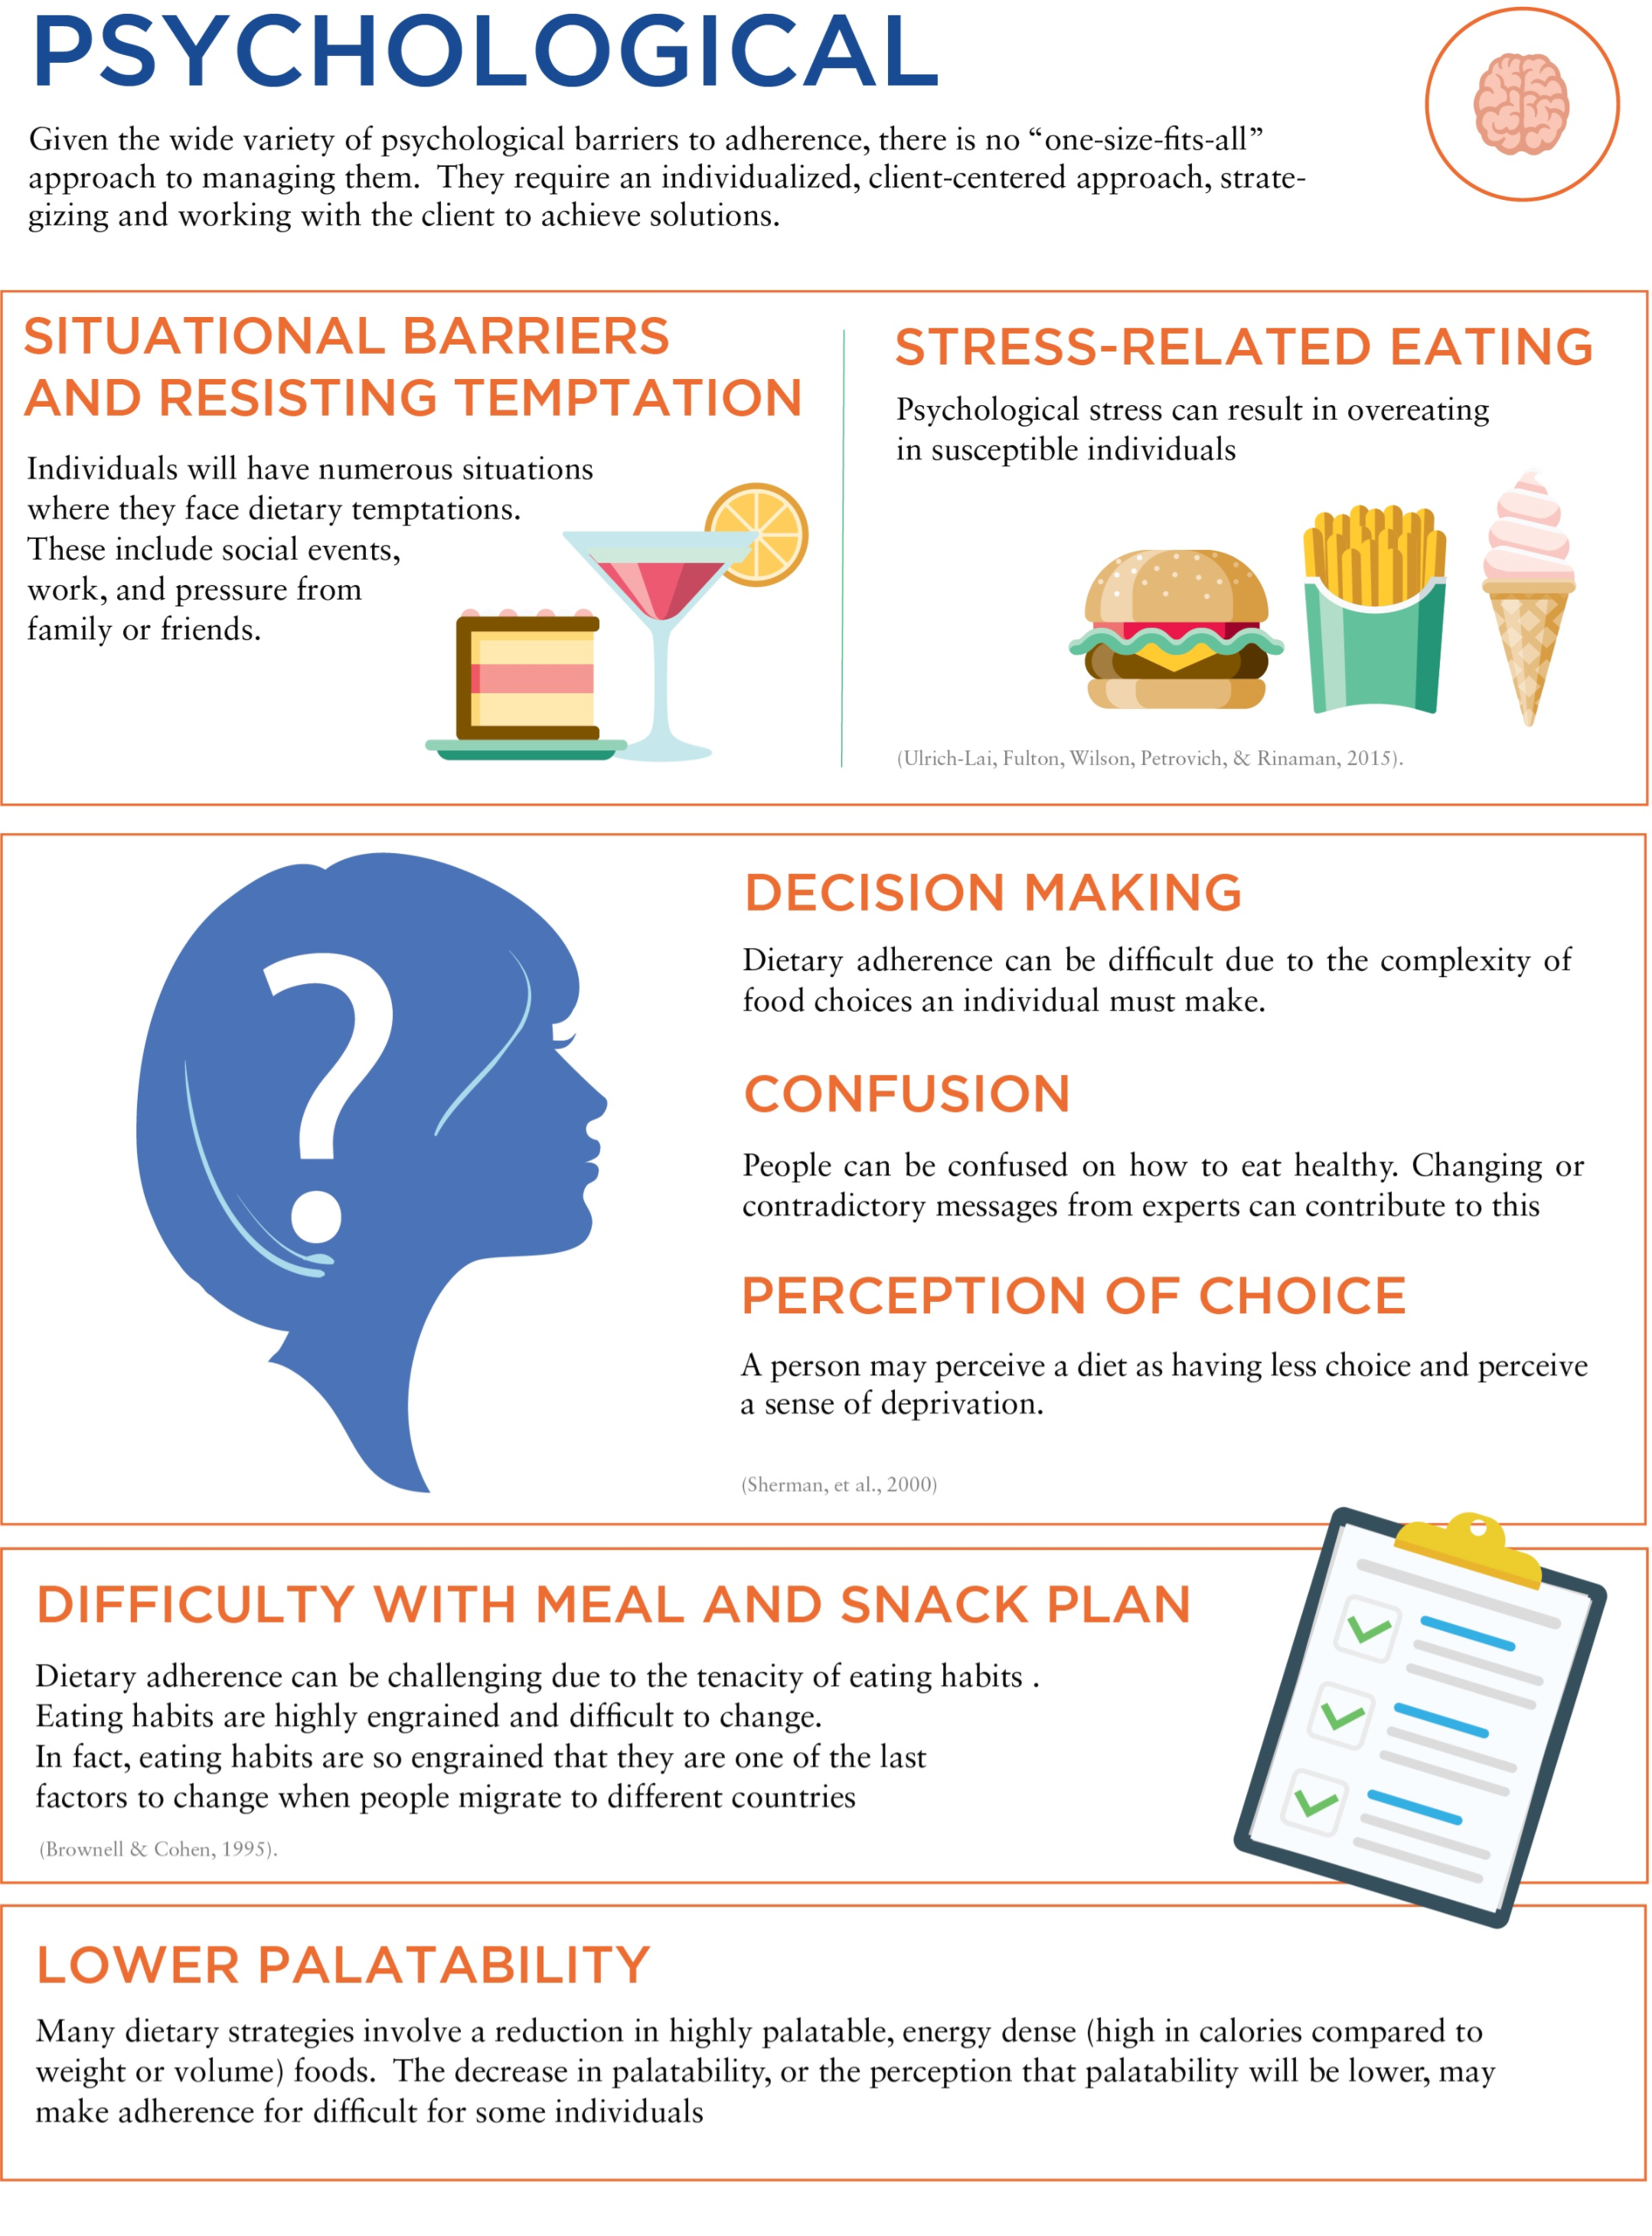 PSYCHOLOGICAL
Given the wide variety of psychological barriers to adherence, there is no “one-size-fits-all”
approach to managing them.  They require an individualized, client-centered approach, strate-
gizing and working with the client to achieve solutions.
SITUATIONAL BARRIERS
AND RESISTING TEMPTATION
Individuals will have numerous situations
where they face dietary temptations.
These include social events,
work, and pressure from
family or friends.
STRESS-RELATED EATING
Psychological stress can result in overeating
in susceptible individuals
(Ulrich-Lai, Fulton, Wilson, Petrovich, & Rinaman, 2015).
DECISION MAKING
Dietary adherence can be difficult due to the complexity of
food choices an individual must make.
CONFUSION
People can be confused on how to eat healthy. Changing or
contradictory messages from experts can contribute to this
PERCEPTION OF CHOICE
A person may perceive a diet as having less choice and perceive
a sense of deprivation.
(Sherman, et al., 2000)
DIFFICULTY WITH MEAL AND SNACK PLAN
Dietary adherence can be challenging due to the tenacity of eating habits .
Eating habits are highly engrained and difficult to change.
In fact, eating habits are so engrained that they are one of the last
factors to change when people migrate to different countries
(Brownell & Cohen, 1995).
LOWER PALATABILITY
Many dietary strategies involve a reduction in highly palatable, energy dense (high in calories compared to
weight or volume) foods.  The decrease in palatability, or the perception that palatability will be lower, may
make adherence for difficult for some individuals